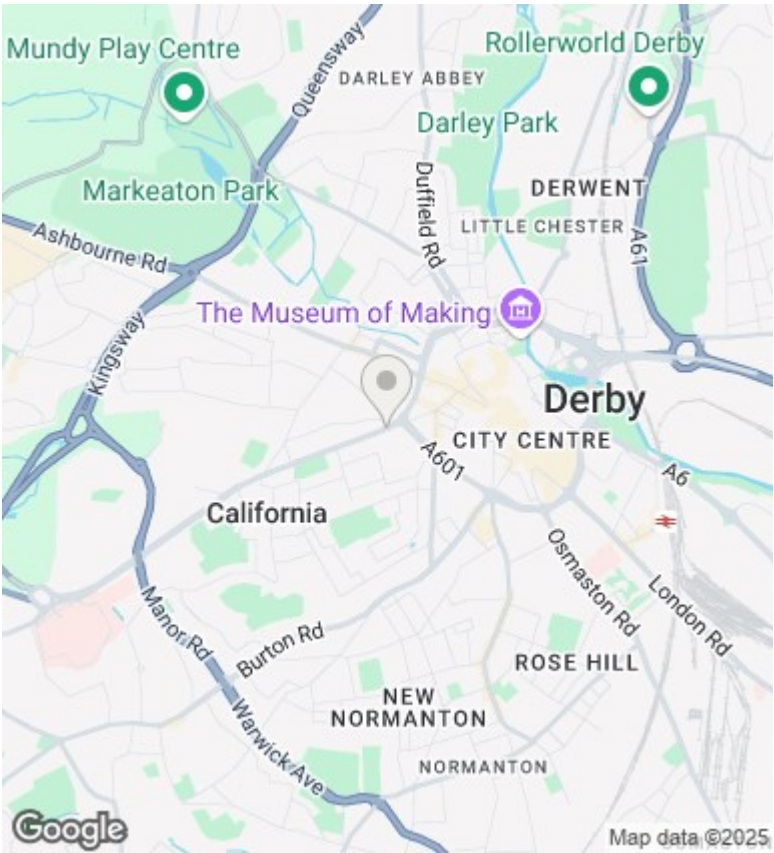 Mundy Play Centre
Queensway
Rollerworld Derby
DARLEY ABBEY
Darley Park
Markeaton Park
Duffield Rd
DERWENT
LITTLE CHESTER
A61
Ashbourne Rd
The Museum of Making
Kingsway
Derby
CITY CENTRE
A601
A6
California
Osmaston Rd
London Rd
Manor Rd
Burton Rd
ROSE HILL
NEW
NORMANTON
Warwick Ave
NORMANTON
Google
Map data ©2025